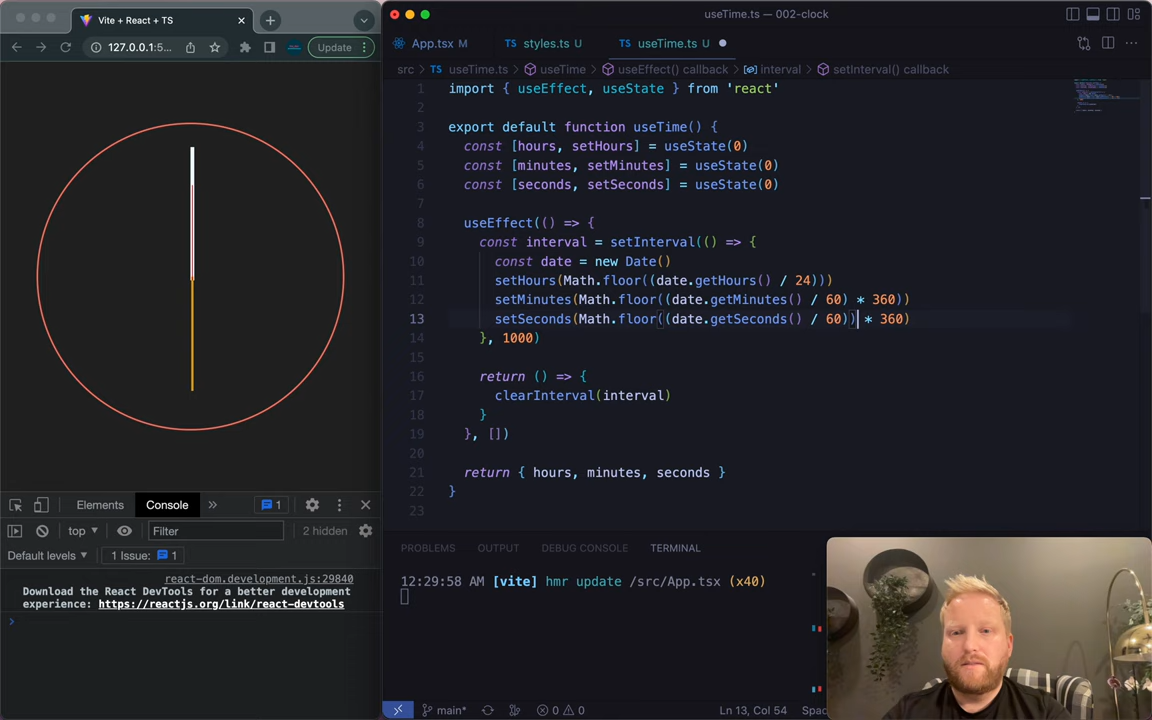 Vite + React + TS
useTime.ts — 002-clock
App.tsx M
TS styles.ts U
TS useTime.ts U
127.0.0.1:5...
Update
src > TS useTime.ts > useTime > useEffect() callback > interval > setInterval() callback
1 import { useEffect, useState } from 'react'
2
3 export default function useTime() {
4 const [hours, setHours] = useState(0)
5 const [minutes, setMinutes] = useState(0)
6 const [seconds, setSeconds] = useState(0)
7
8 useEffect(() => {
9 const interval = setInterval(() => {
10 const date = new Date()
11 setHours(Math.floor((date.getHours() / 24)))
12 setMinutes(Math.floor((date.getMinutes() / 60) * 360))
13 setSeconds(Math.floor((date.getSeconds() / 60)) * 360)
14 }, 1000)
15
16 return () => {
17 clearInterval(interval)
18 }
19 }, [])
20
21 return { hours, minutes, seconds }
22 }
23
Elements
Console
1
top
Filter
2 hidden
Default levels
1 Issue: 1
react-dom.development.js:29840
Download the React DevTools for a better development
experience: https://reactjs.org/link/react-devtools
PROBLEMS
OUTPUT
DEBUG CONSOLE
TERMINAL
12:29:58 AM [vite] hmr update /src/App.tsx (x40)
main*
0
0
Ln 13, Col 54
Spac